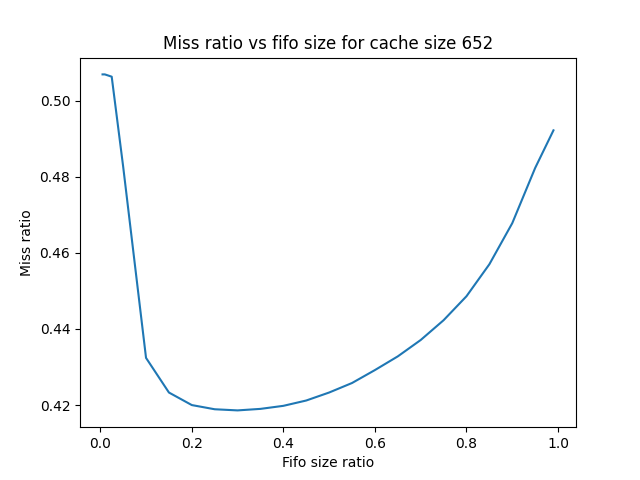 Miss ratio vs fifo size for cache size 652
Miss ratio
0.50
0.48
0.46
0.44
0.42
0.0 0.2 0.4 0.6 0.8 1.0
Fifo size ratio